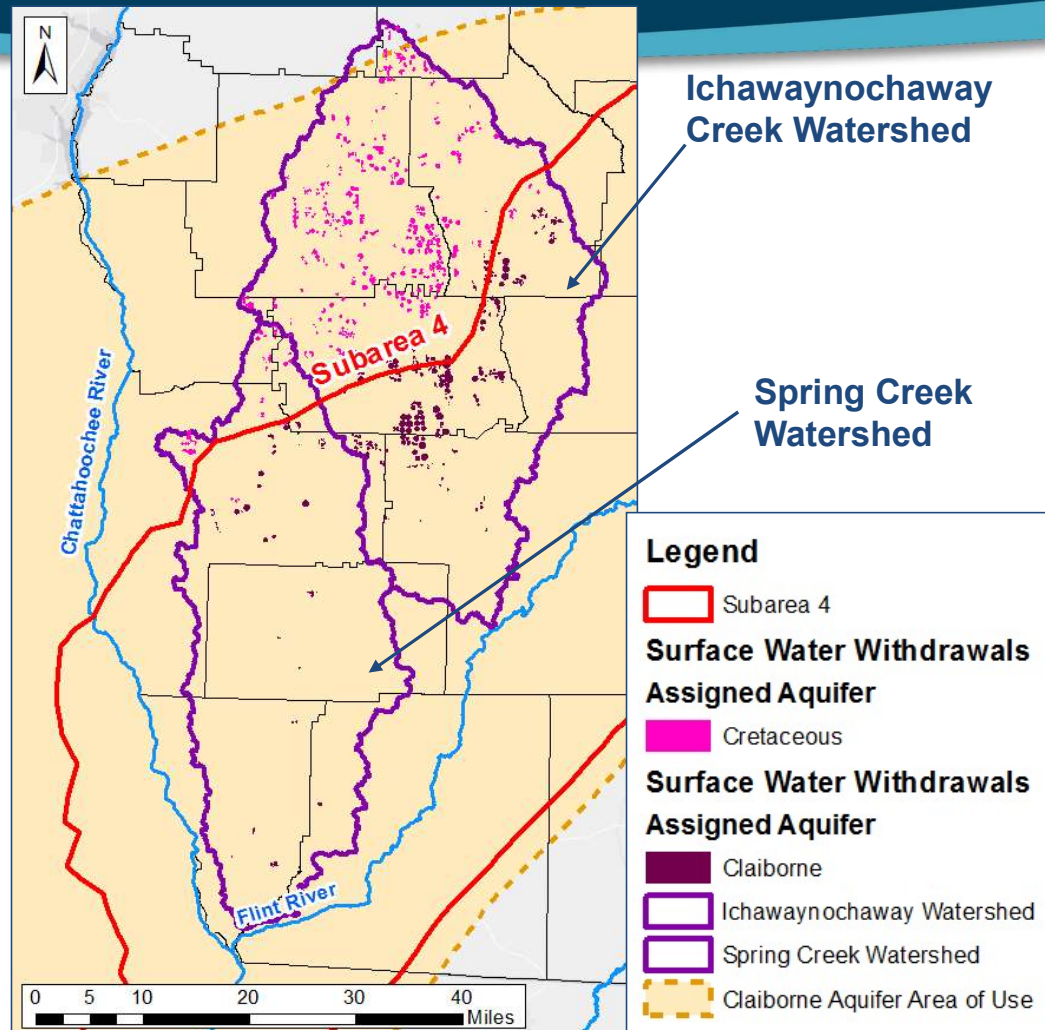 N
Ichawaynochaway
Creek Watershed
Subarea 4
Chattahoochee River
Spring Creek
Watershed
Flint River
0 5 10 20 30 40
Miles
Legend
Subarea 4
Surface Water Withdrawals
Assigned Aquifer
Cretaceous
Surface Water Withdrawals
Assigned Aquifer
Claiborne
Ichawaynochaway Watershed
Spring Creek Watershed
Claiborne Aquifer Area of Use